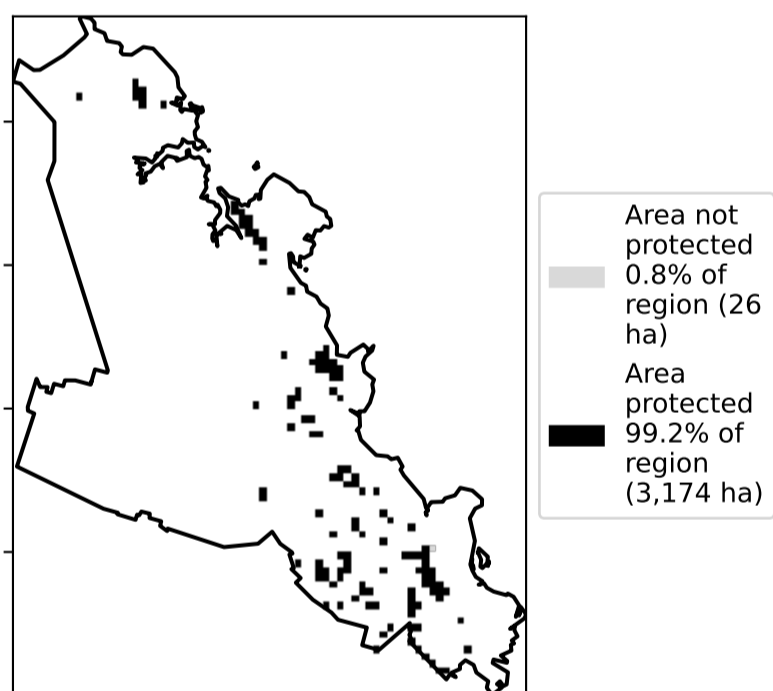 Area not
protected
0.8% of
region (26
ha)
Area
protected
99.2% of
region
(3,174 ha)